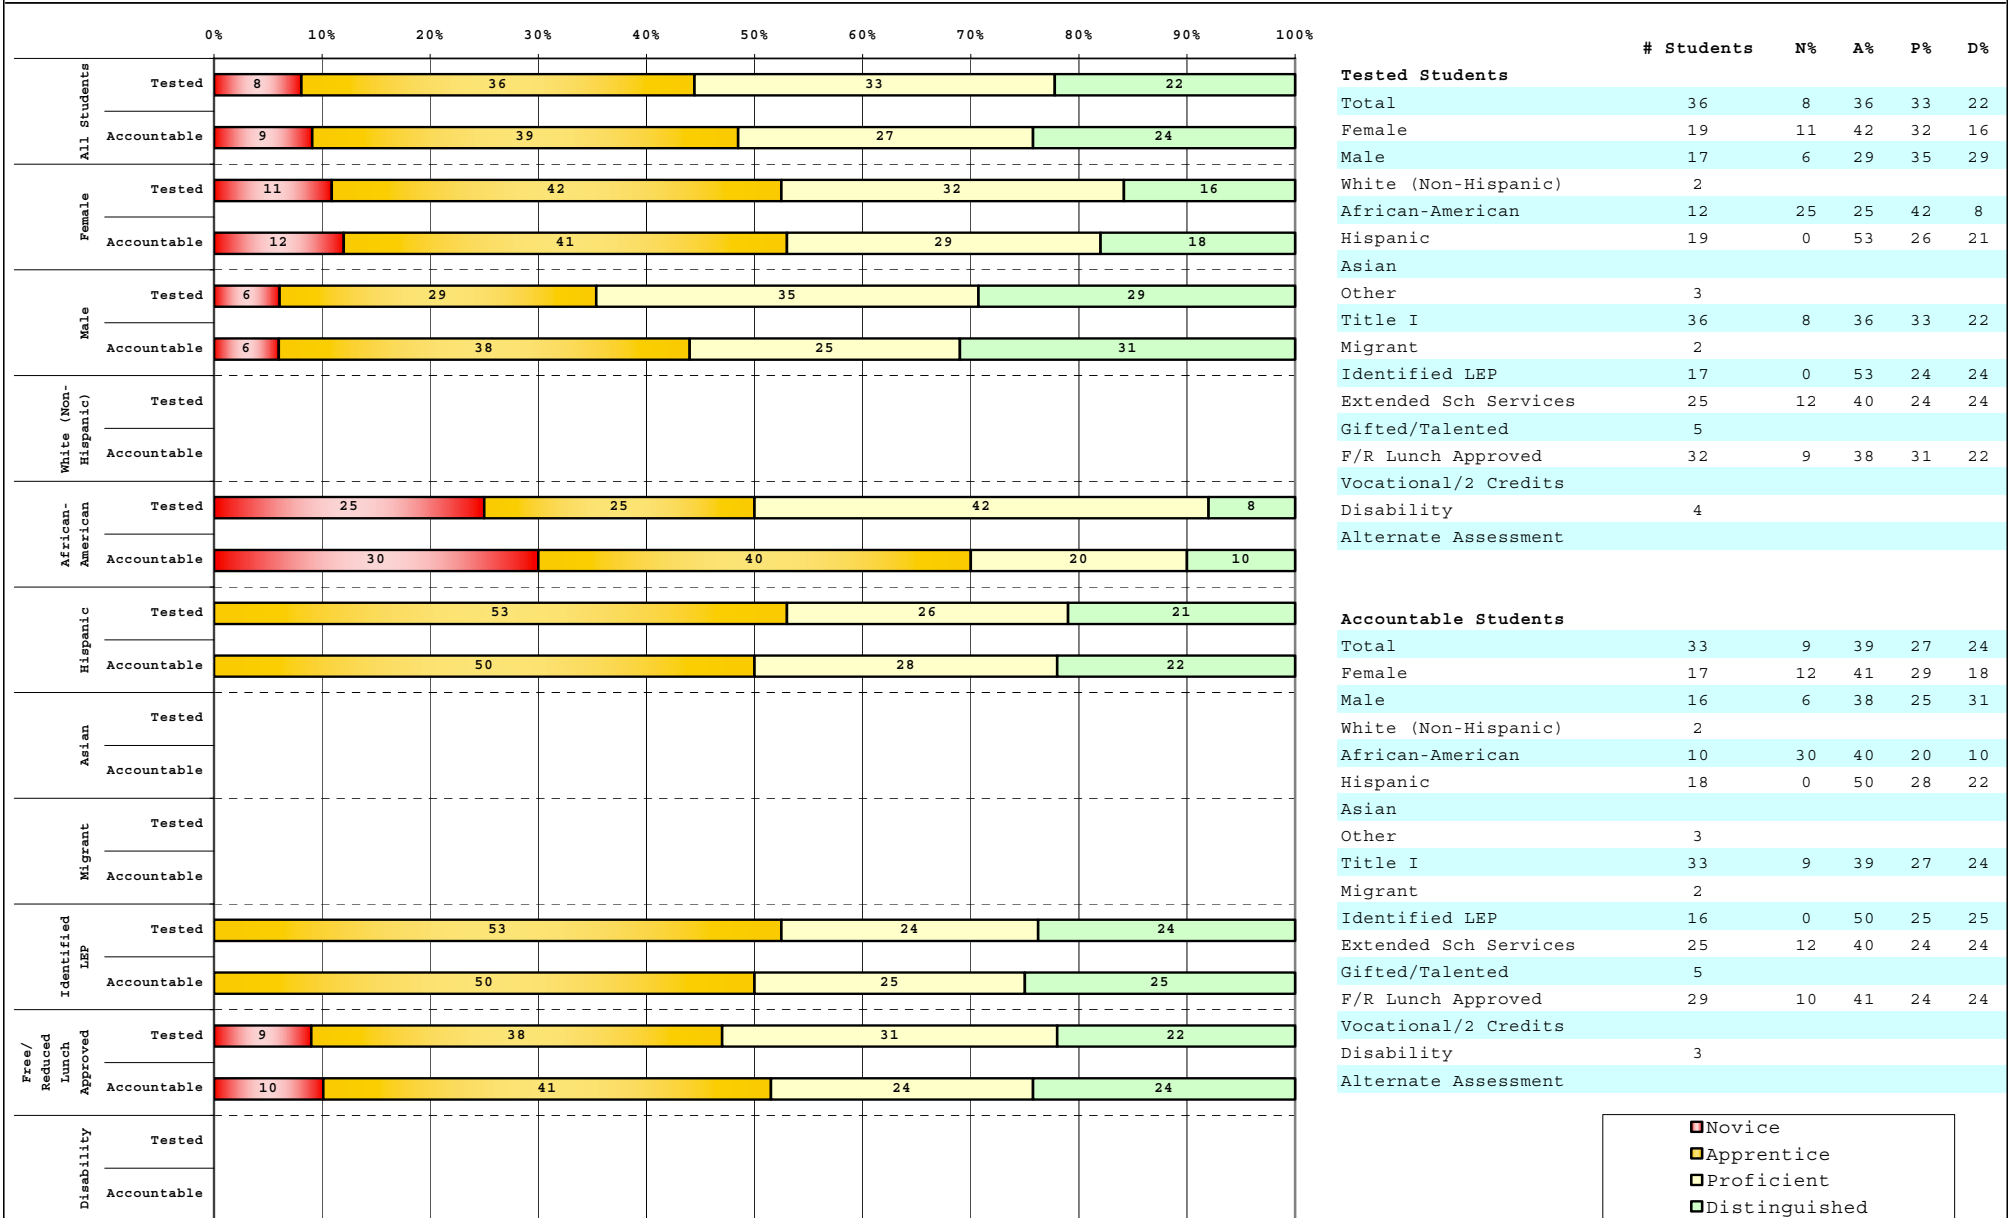 0% 10% 20% 30% 40% 50% 60% 70% 80% 90% 100%
All Students
Tested 8 36 33 22
Accountable 9 39 27 24
Female
Tested 11 42 32 16
Accountable 12 41 29 18
Male
Tested 6 29 35 29
Accountable 6 38 25 31
White (Non-
Hispanic)
Tested
Accountable
African-
American
Tested 25 25 42 8
Accountable 30 40 20 10
Hispanic
Tested 53 26 21
Accountable 50 28 22
Asian
Tested
Accountable
Migrant
Tested
Accountable
Identified
LEP
Tested 53 24 24
Accountable 50 25 25
Free/
Reduced
Lunch
Approved
Tested 9 38 31 22
Accountable 10 41 24 24
Disability
Tested
Accountable
# Students N% A% P% D%
Tested Students
Total 36 8 36 33 22
Female 19 11 42 32 16
Male 17 6 29 35 29
White (Non-Hispanic) 2
African-American 12 25 25 42 8
Hispanic 19 0 53 26 21
Asian
Other 3
Title I 36 8 36 33 22
Migrant 2
Identified LEP 17 0 53 24 24
Extended Sch Services 25 12 40 24 24
Gifted/Talented 5
F/R Lunch Approved 32 9 38 31 22
Vocational/2 Credits
Disability 4
Alternate Assessment
Accountable Students
Total 33 9 39 27 24
Female 17 12 41 29 18
Male 16 6 38 25 31
White (Non-Hispanic) 2
African-American 10 30 40 20 10
Hispanic 18 0 50 28 22
Asian
Other 3
Title I 33 9 39 27 24
Migrant 2
Identified LEP 16 0 50 25 25
Extended Sch Services 25 12 40 24 24
Gifted/Talented 5
F/R Lunch Approved 29 10 41 24 24
Vocational/2 Credits
Disability 3
Alternate Assessment
Novice
Apprentice
Proficient
Distinguished